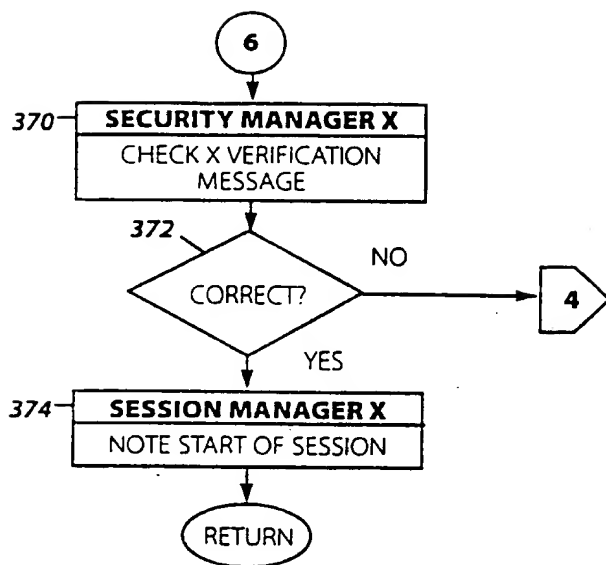 6
370
SECURITY MANAGER X
CHECK X VERIFICATION
MESSAGE
372
CORRECT?
NO
4
YES
374
SESSION MANAGER X
NOTE START OF SESSION
RETURN